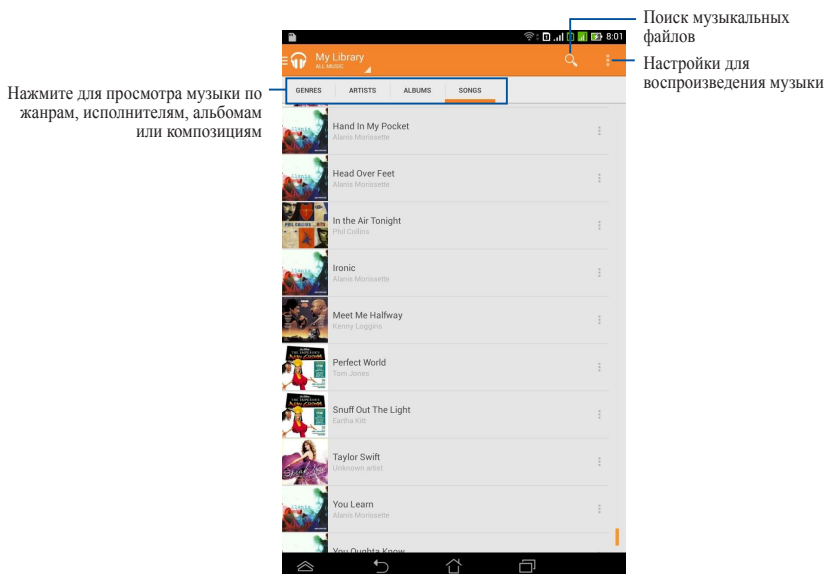 Поиск музыкальных
файлов
Настройки для
воспроизведения музыки
Нажмите для просмотра музыки по
жанрам, исполнителям, альбомам
или композициям
8:01
My Library
ALL MUSIC
GENRES ARTISTS ALBUMS SONGS
Hand In My Pocket
Alanis Morissette
Head Over Feet
Alanis Morissette
In the Air Tonight
Phil Collins
PHIL COLLINS ...HITS
Ironic
Alanis Morissette
Meet Me Halfway
Kenny Loggins
Perfect World
Tom Jones
Snuff Out The Light
Eartha Kitt
Taylor Swift
Unknown artist
You Learn
Alanis Morissette
You Oughta Know